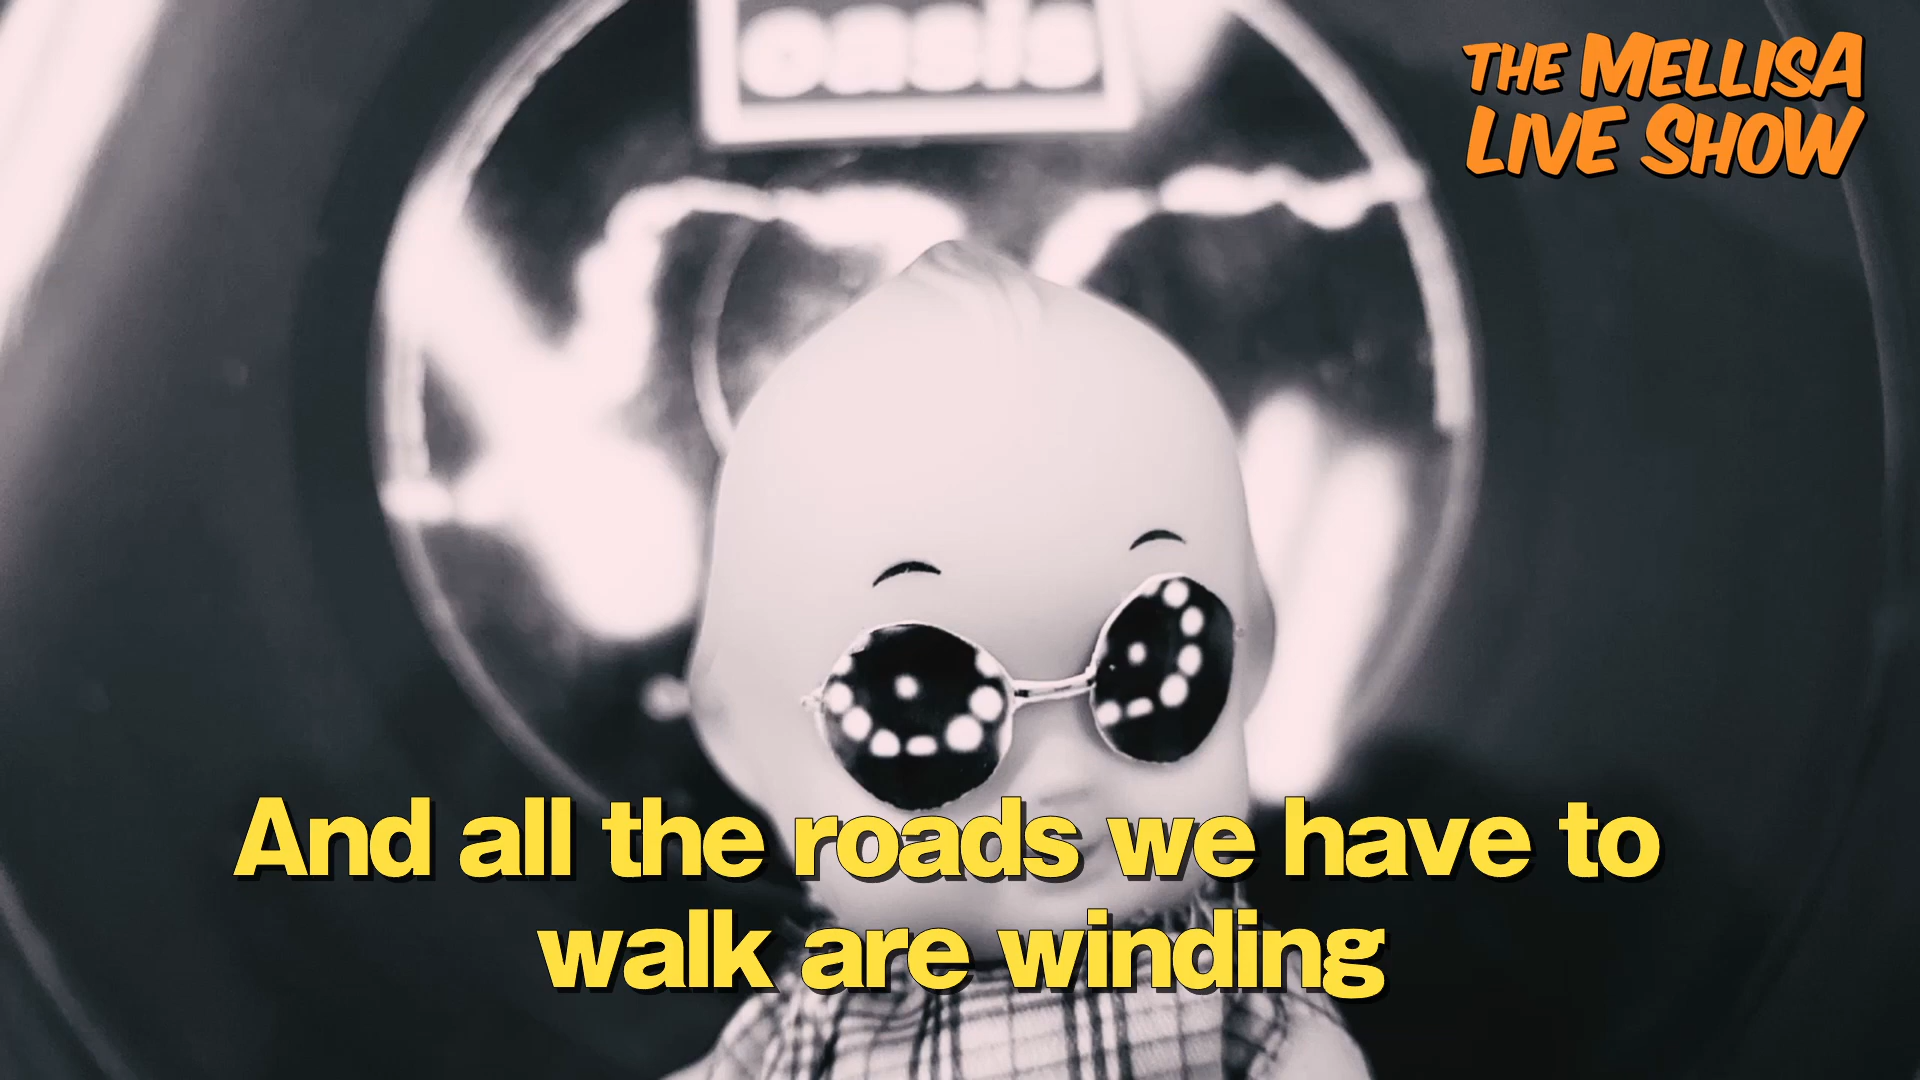 oasis
THE MELLISA
LIVE SHOW
And all the roads we have to
walk are winding